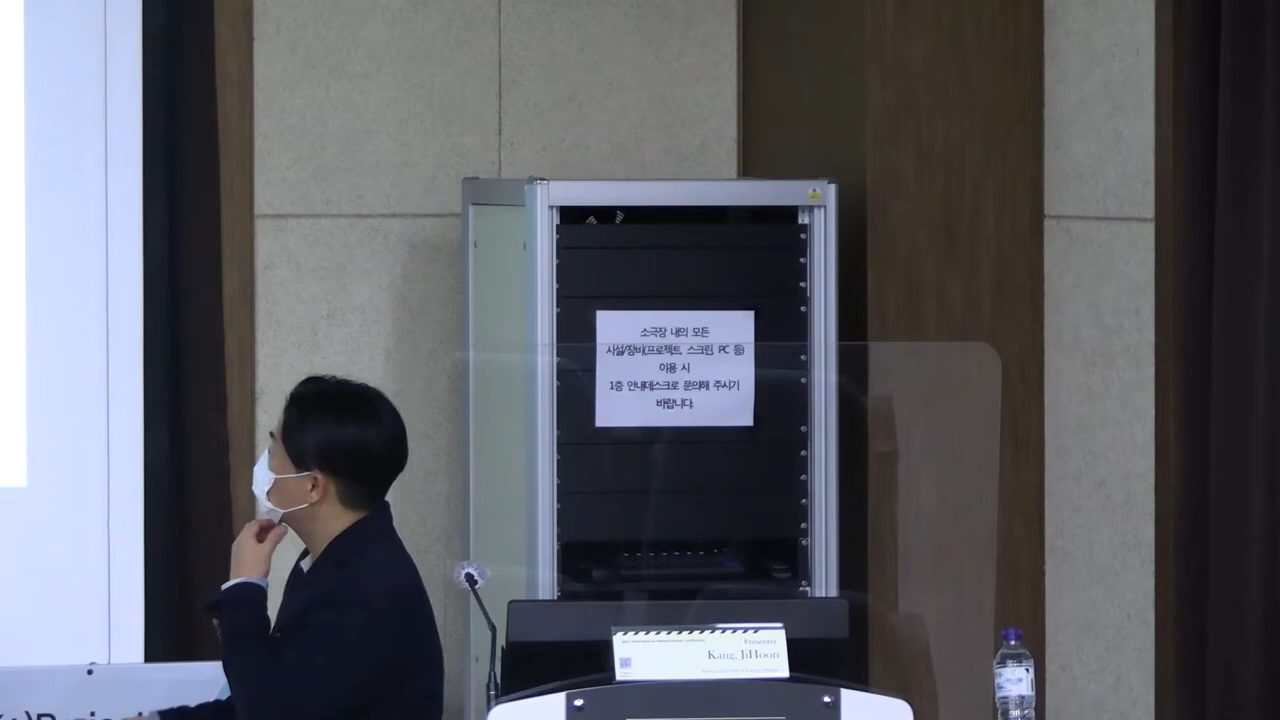 소극장 내의 모든
시설/장비(프로젝트, 스크린, PC 등)
이용 시
1층 안내데스크로 문의해 주시기
바랍니다.
Presenter
Kang, JiHoon